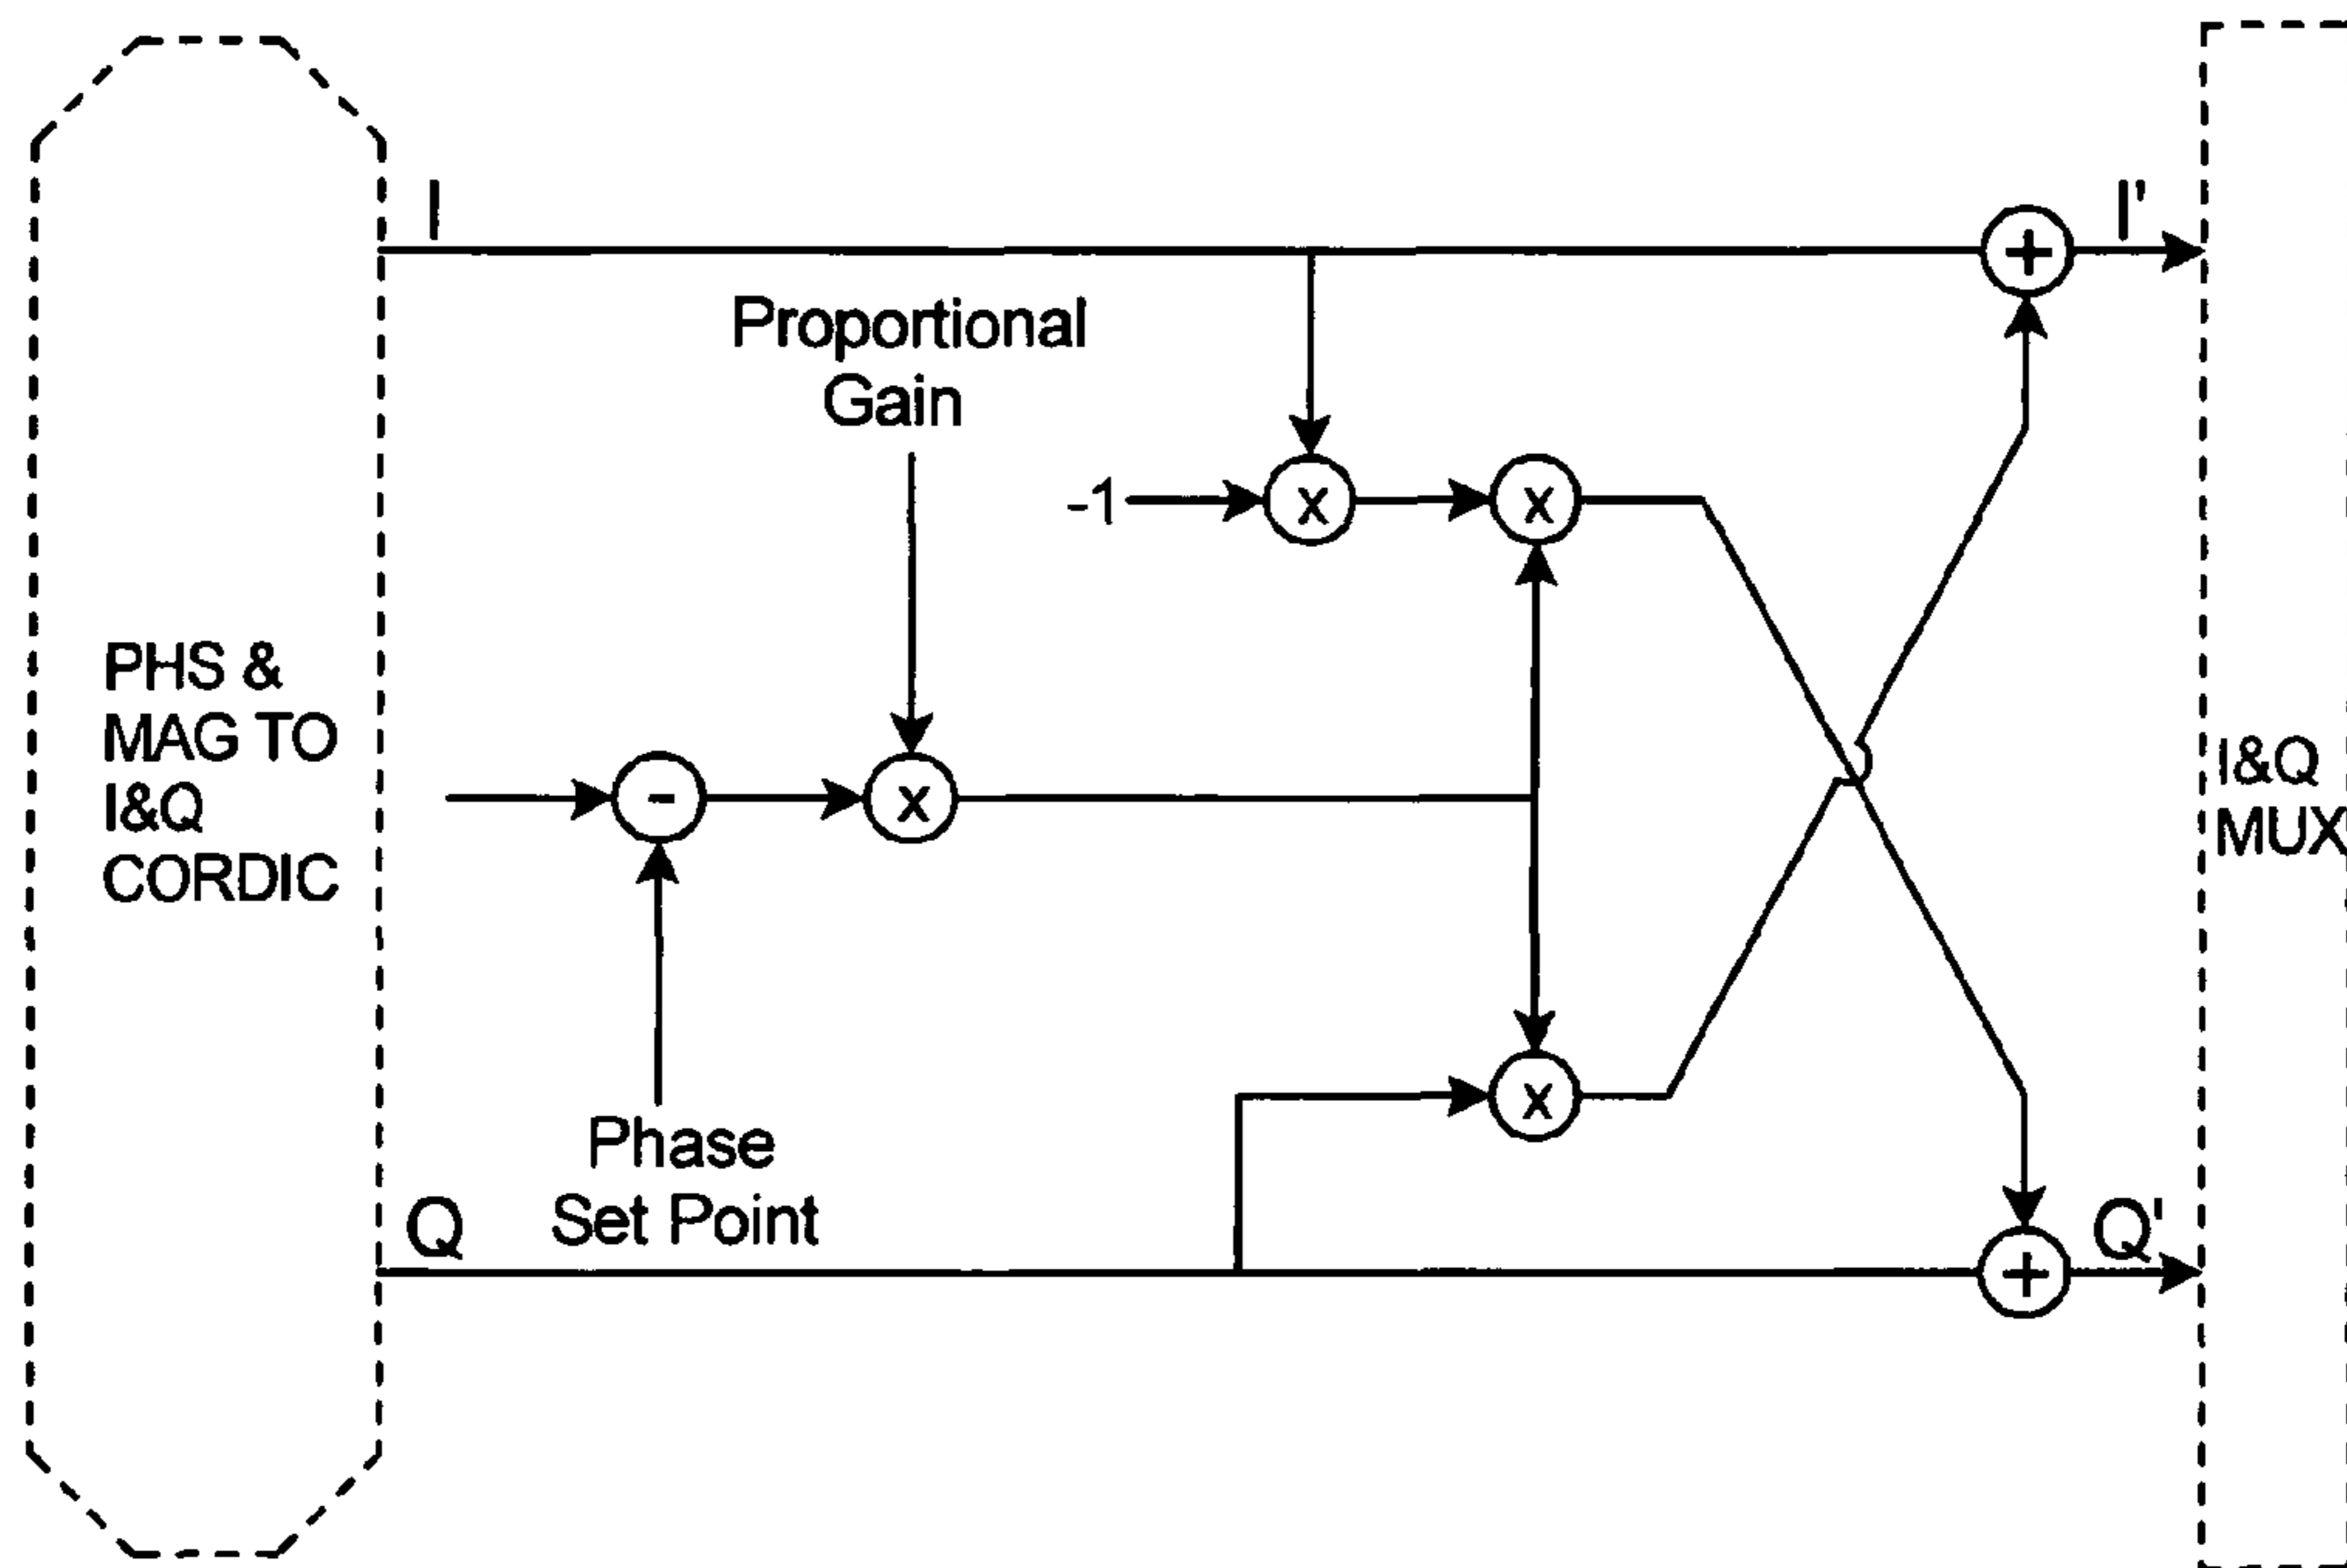 I
I'
Proportional
Gain
-1
x
x
PHS &
MAG TO
I&Q
CORDIC
-
x
I&Q
MUX
x
Phase
Set Point
Q
Q'
+
+